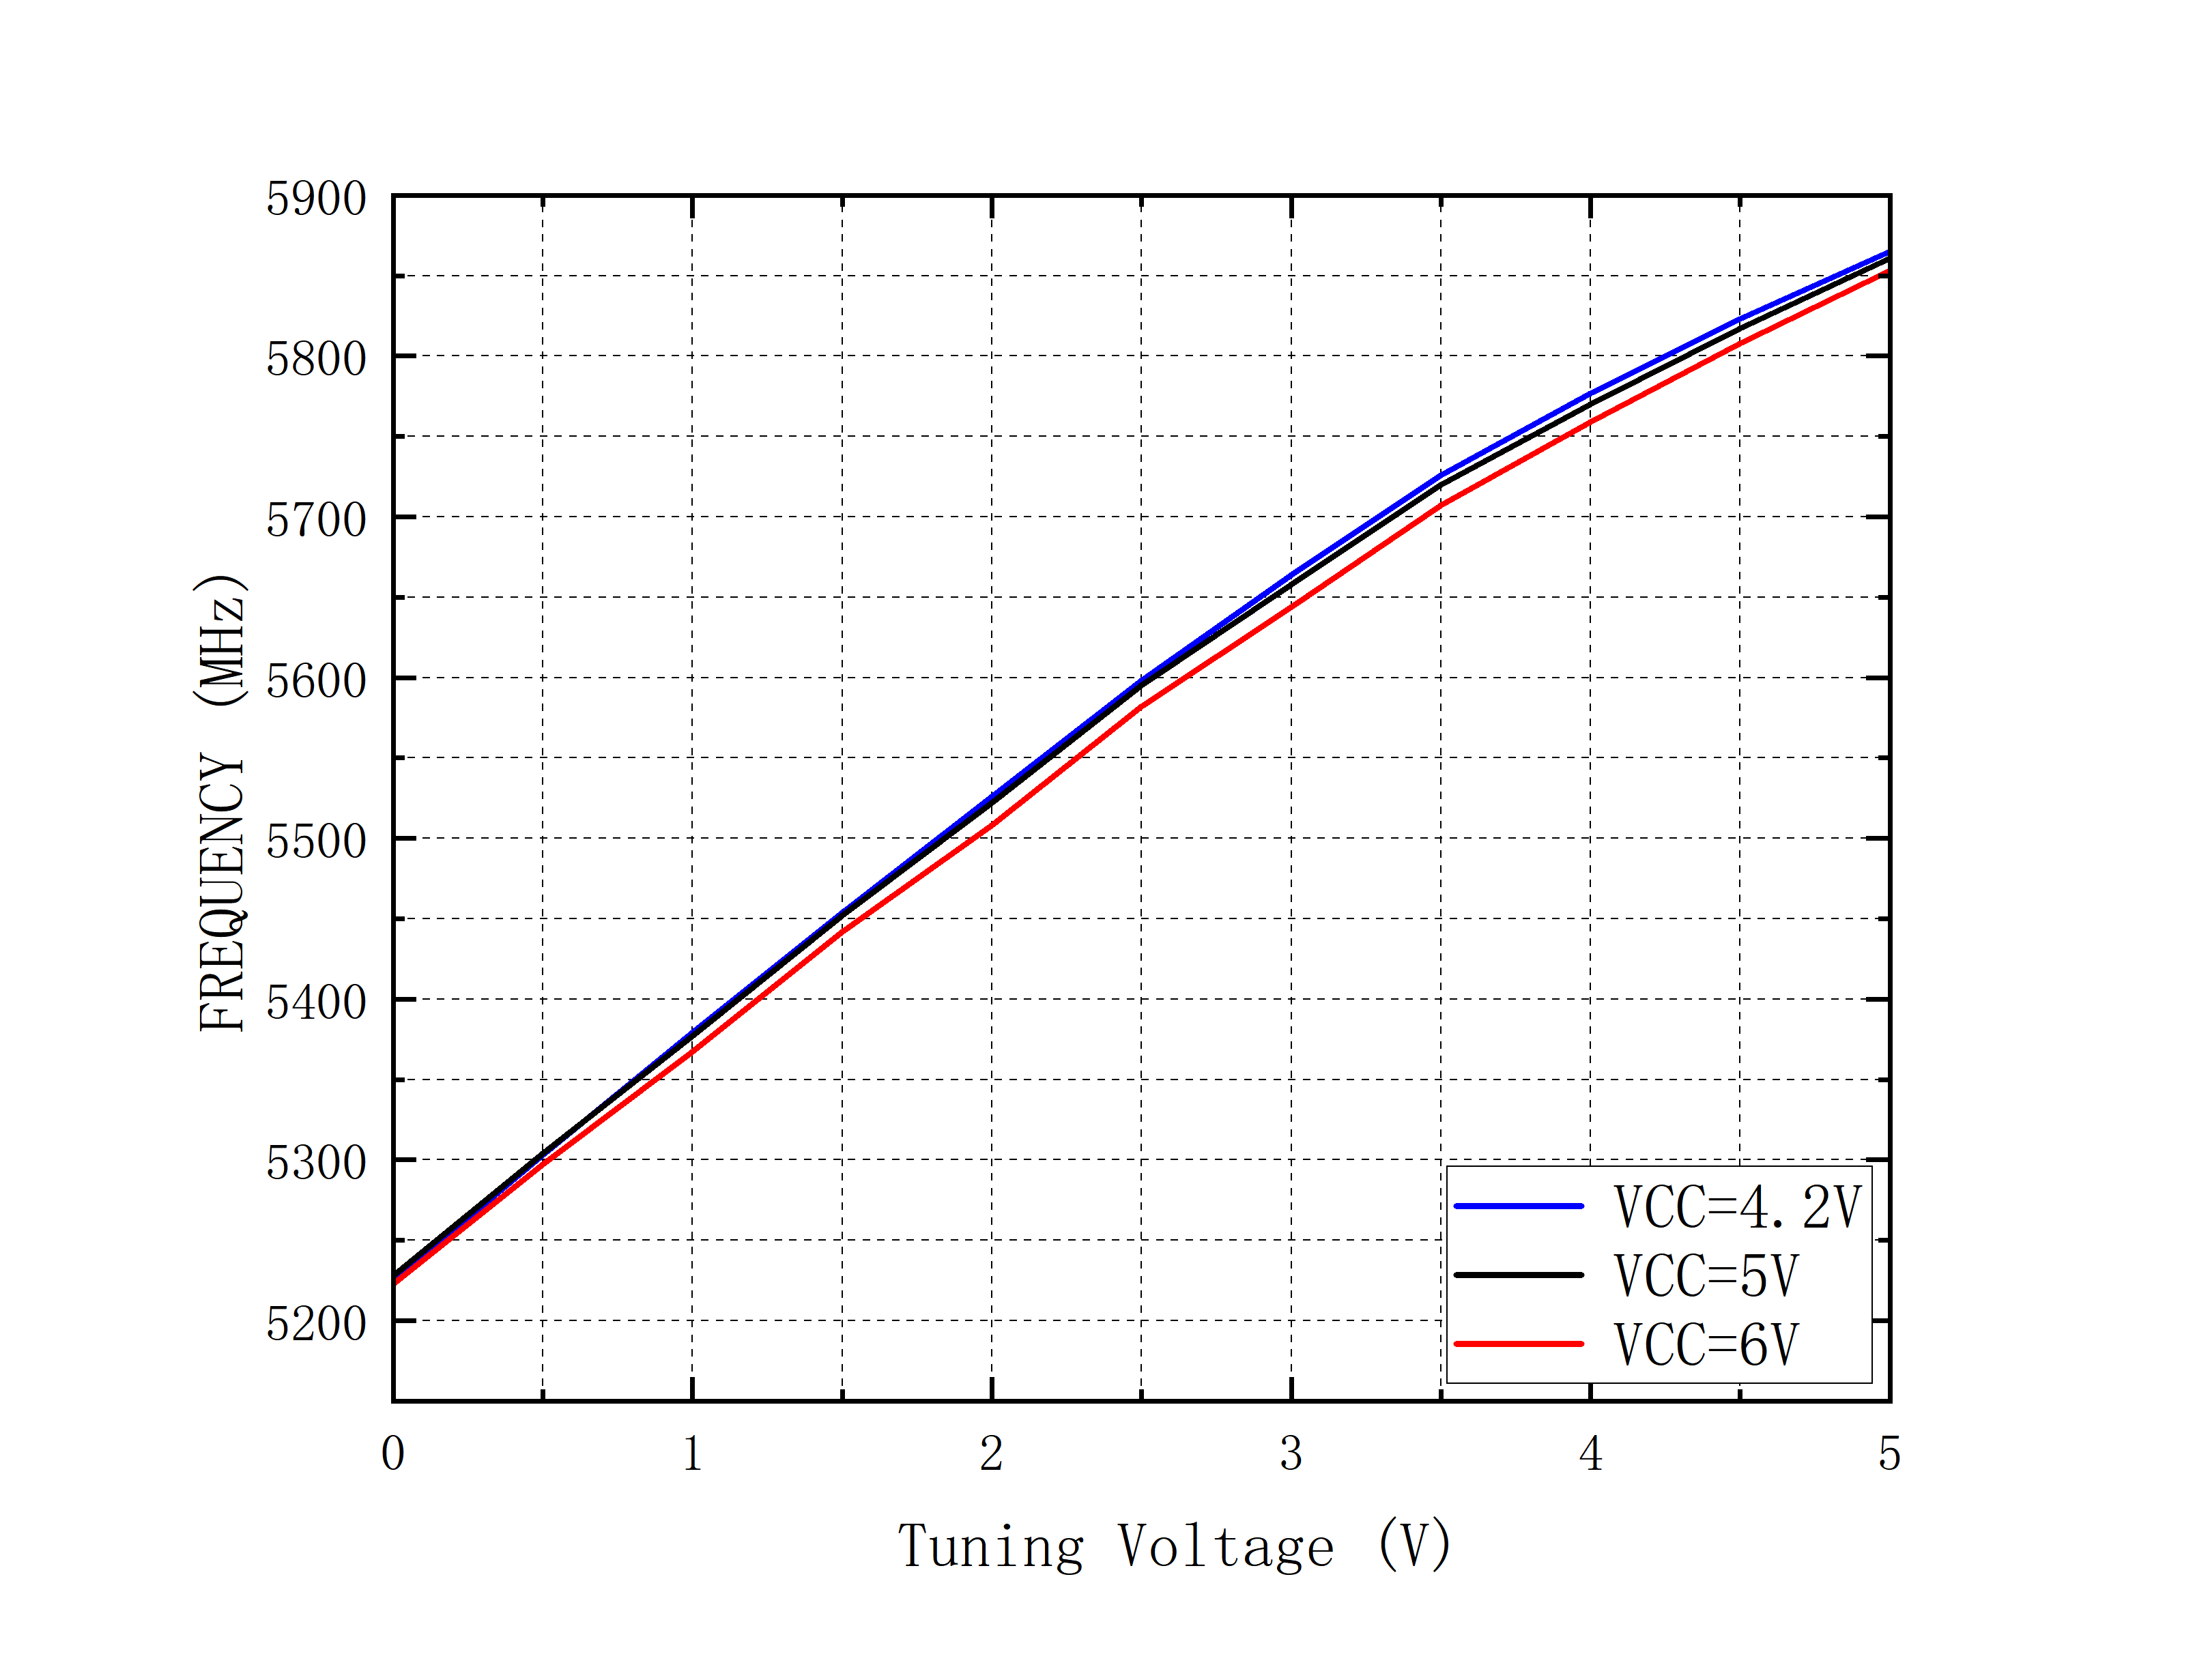 5900
5800
5700
5600
5500
5400
5300
5200
FREQUENCY (MHz)
VCC=4.2V
VCC=5V
VCC=6V
0 1 2 3 4 5
Tuning Voltage (V)